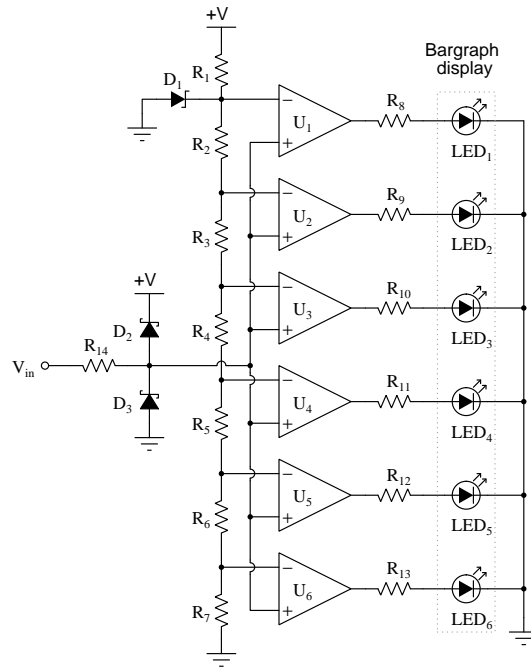 +V
Bargraph
display
R1
D1
R8
U1
R2
LED1
R9
U2
R3
LED2
+V
R10
D2
U3
R4
LED3
Vin
R14
R11
D3
U4
R5
LED4
R12
U5
R6
LED5
R13
U6
R7
LED6